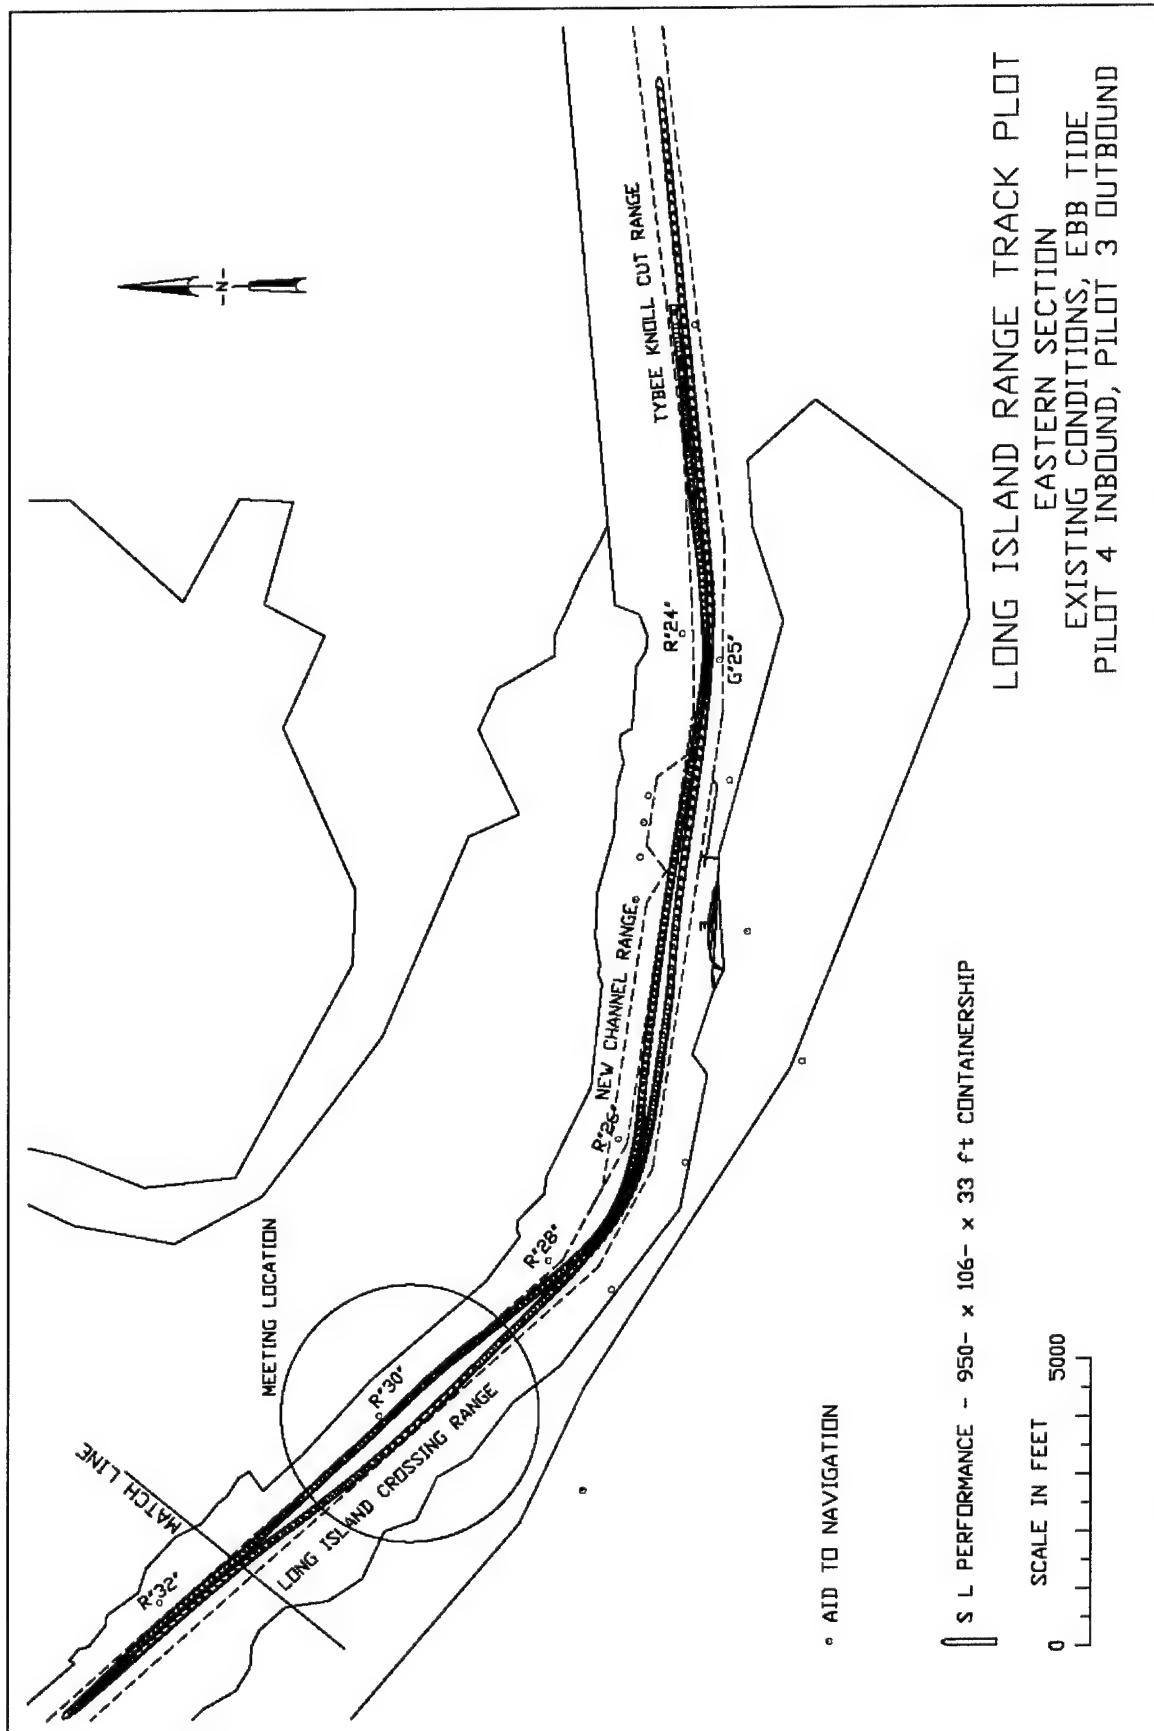 -N-
MATCH LINE
MEETING LOCATION
R"32"
R"30"
R"28"
R"26"
R"24"
G"25"
LONG ISLAND CROSSING RANGE
NEW CHANNEL RANGE
TYBEE KNOLL CUT RANGE
AID TO NAVIGATION
S L PERFORMANCE - 950- x 106- x 33 ft CONTAINERSHIP
SCALE IN FEET
0 5000
LONG ISLAND RANGE TRACK PLOT
EASTERN SECTION
EXISTING CONDITIONS, EBB TIDE
PILOT 4 INBOUND, PILOT 3 OUTBOUND